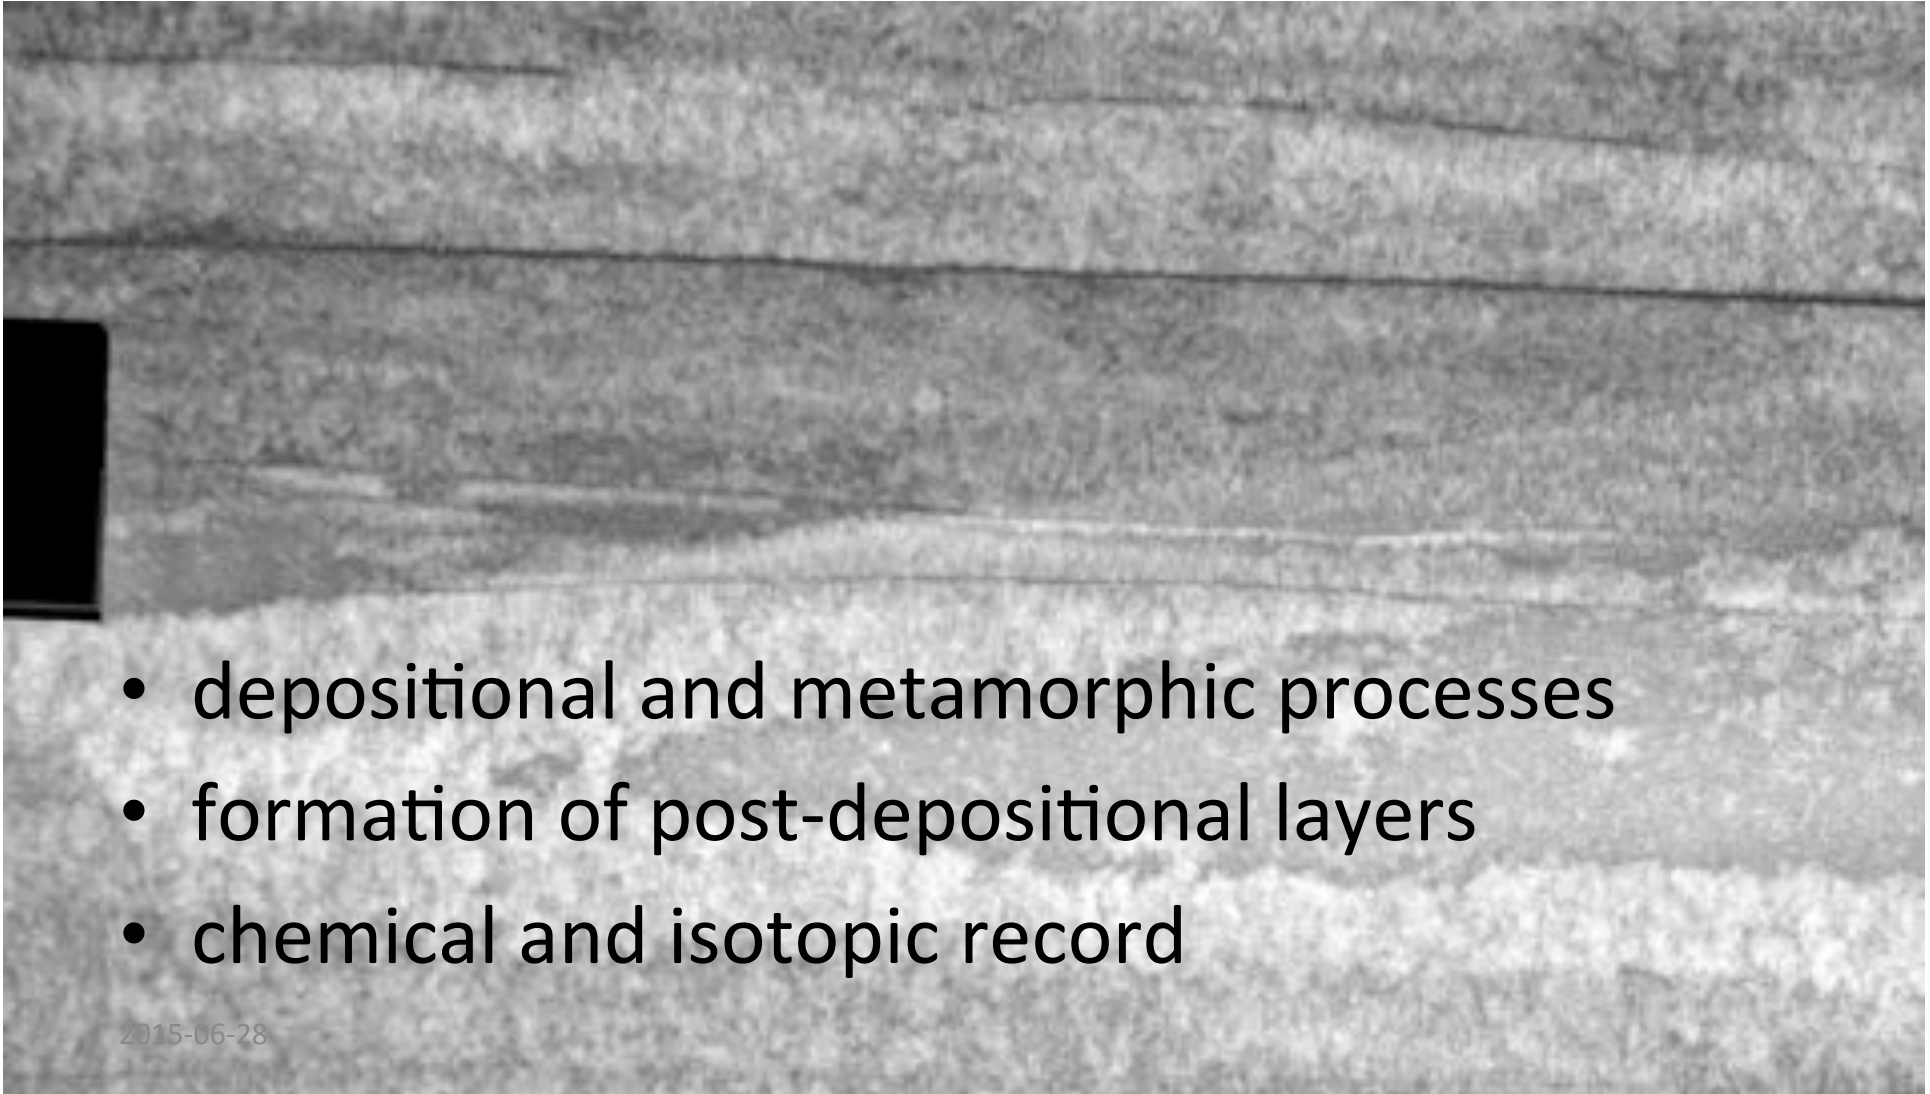 • depositional and metamorphic processes
• formation of post-depositional layers
• chemical and isotopic record
2015-06-28